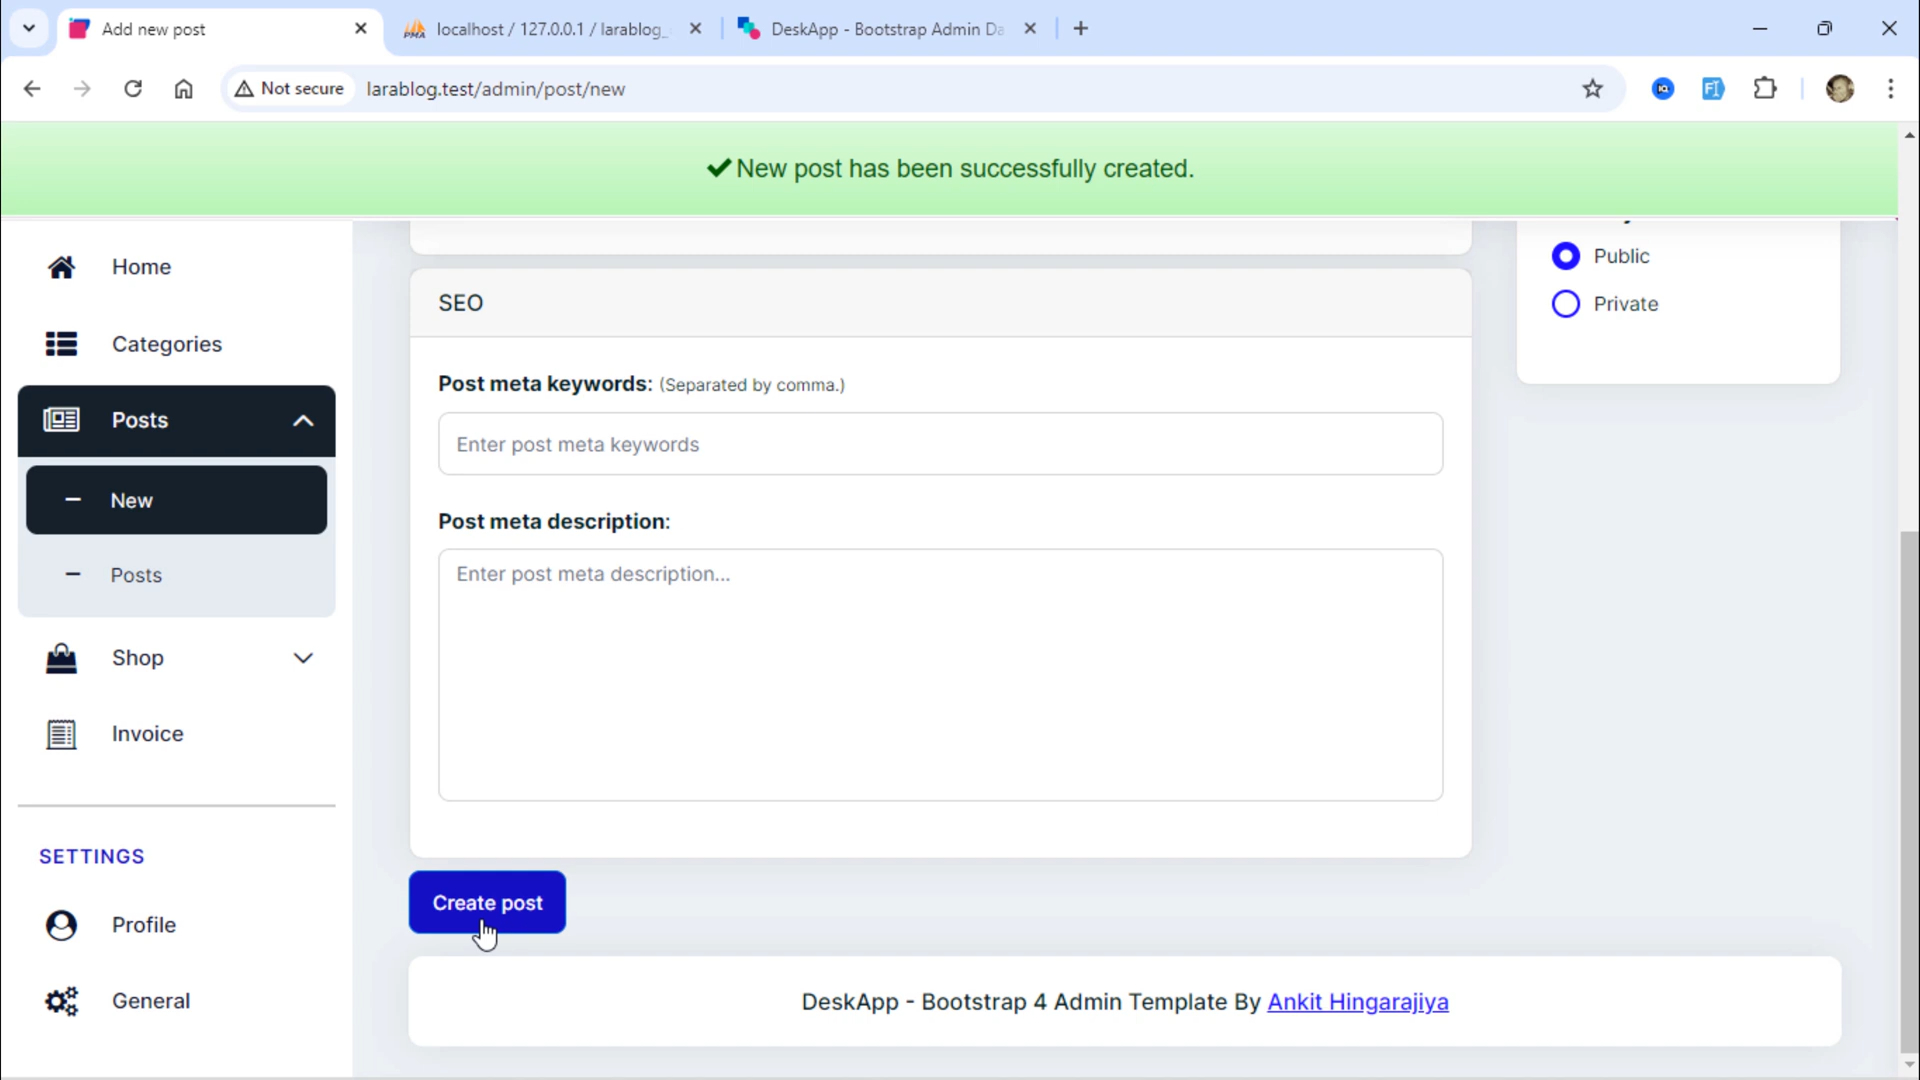 Add new post
localhost / 127.0.0.1 / larablog_
DeskApp - Bootstrap Admin Da
Not secure
larablog.test/admin/post/new
New post has been successfully created.
Home
Categories
Posts
New
Posts
Shop
Invoice
SETTINGS
Profile
General
SEO
Post meta keywords: (Separated by comma.)
Enter post meta keywords
Post meta description:
Enter post meta description...
Create post
Public
Private
DeskApp - Bootstrap 4 Admin Template By Ankit Hingarajiya